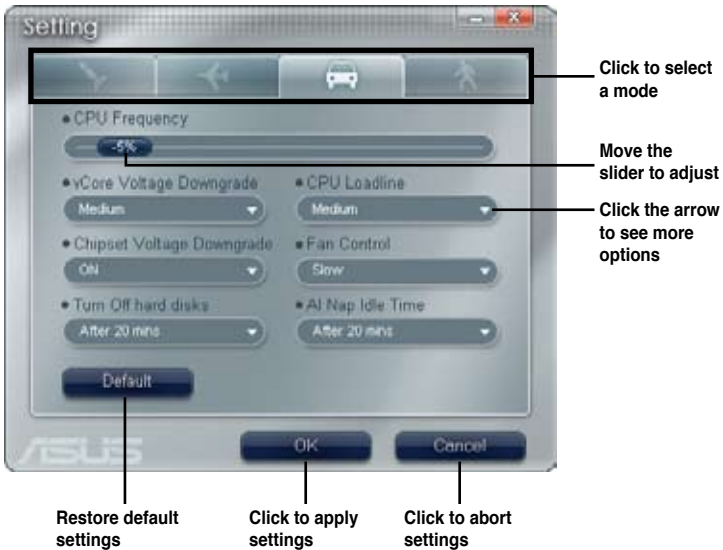 Setting
Click to select
a mode
CPU Frequency
-5%
Move the
slider to adjust
vCore Voltage Downgrade
CPU Loadline
Medium
Medium
Click the arrow
to see more
options
Chipset Voltage Downgrade
Fan Control
ON
Slow
Turn Off hard disks
AI Nap Idle Time
After 20 mins
After 20 mins
Default
ASUS
OK
Cancel
Restore default
settings
Click to apply
settings
Click to abort
settings